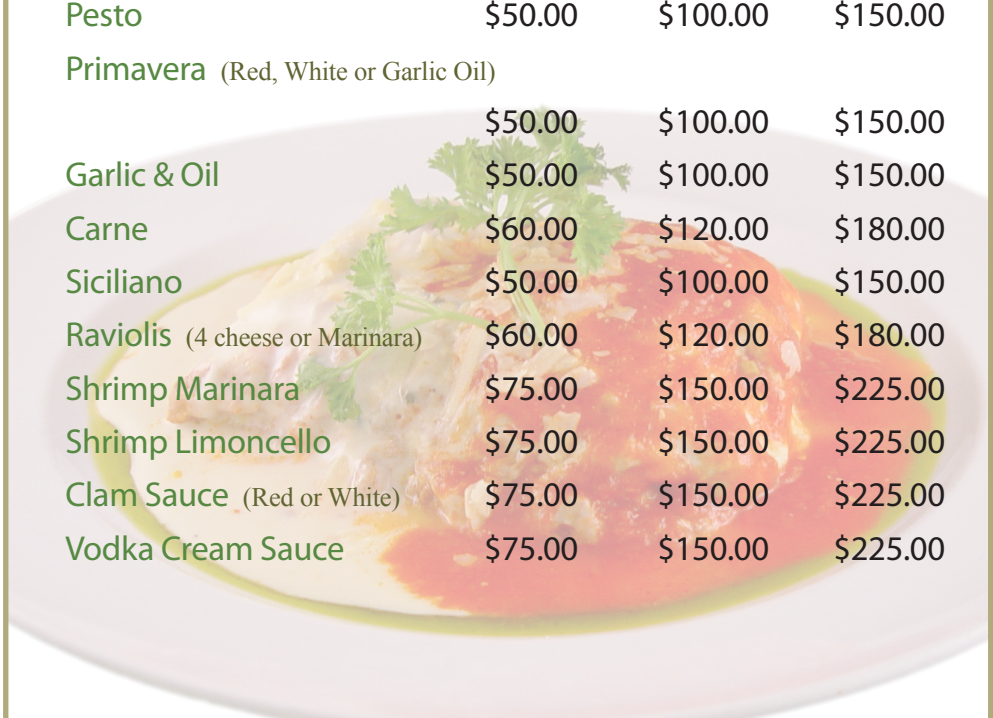 Pesto $50.00 $100.00 $150.00
Primavera (Red, White or Garlic Oil)
$50.00 $100.00 $150.00
Garlic & Oil $50.00 $100.00 $150.00
Carne $60.00 $120.00 $180.00
Siciliano $50.00 $100.00 $150.00
Raviolis (4 cheese or Marinara) $60.00 $120.00 $180.00
Shrimp Marinara $75.00 $150.00 $225.00
Shrimp Limoncello $75.00 $150.00 $225.00
Clam Sauce (Red or White) $75.00 $150.00 $225.00
Vodka Cream Sauce $75.00 $150.00 $225.00